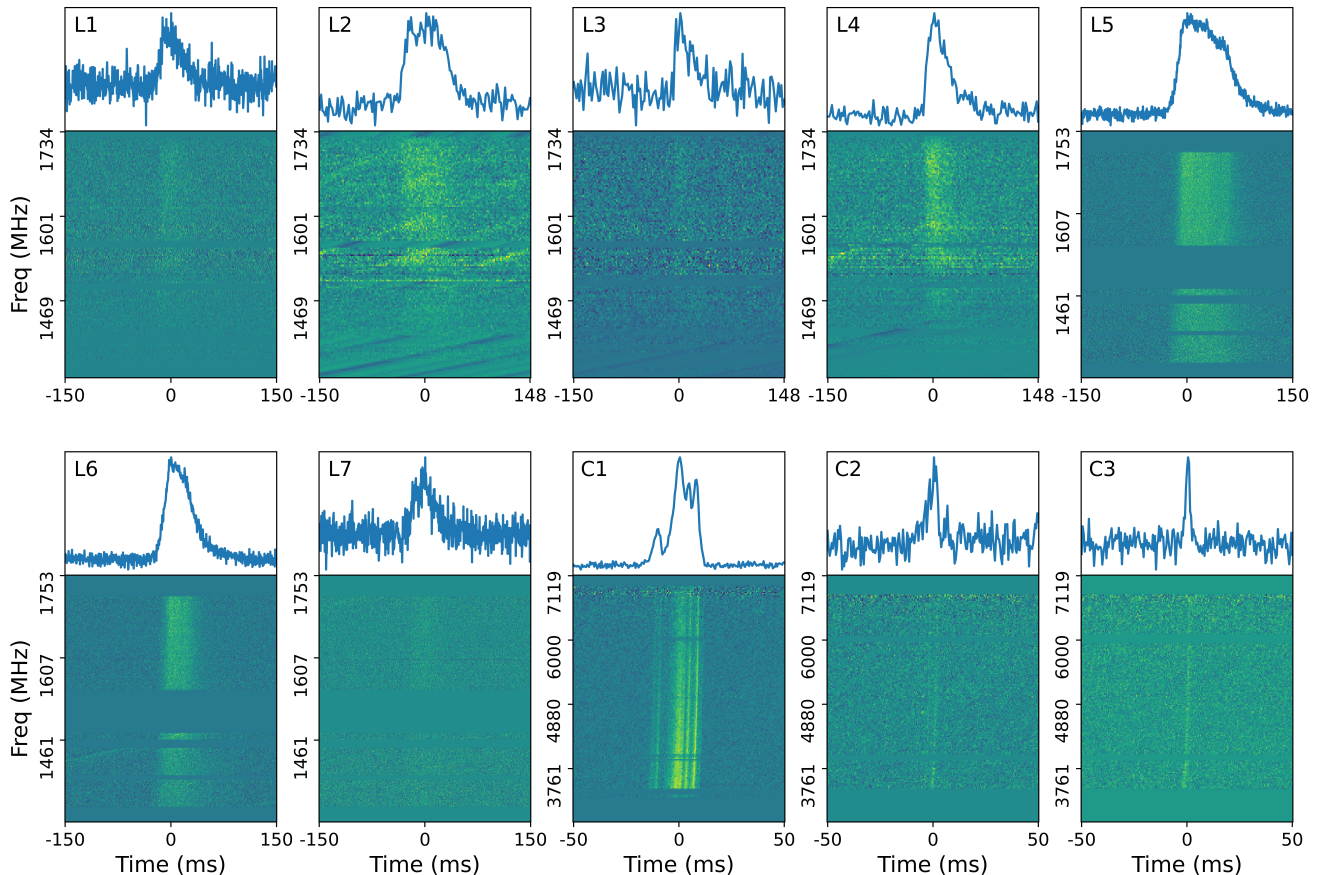 L1 L2 L3 L4 L5
Freq (MHz)
1734 1601 1469
1734 1601 1469
1734 1601 1469
1753 1607 1461
-150 0 150 -150 0 148 -150 0 148 -150 0 148 -150 0 150
L6 L7 C1 C2 C3
Freq (MHz)
1753 1607 1461
1753 1607 1461
7119 6000 4880 3761
7119 6000 4880 3761
7119 6000 4880 3761
-150 0 150 -150 0 150 -50 0 50 -50 0 50 -50 0 50
Time (ms) Time (ms) Time (ms) Time (ms) Time (ms)